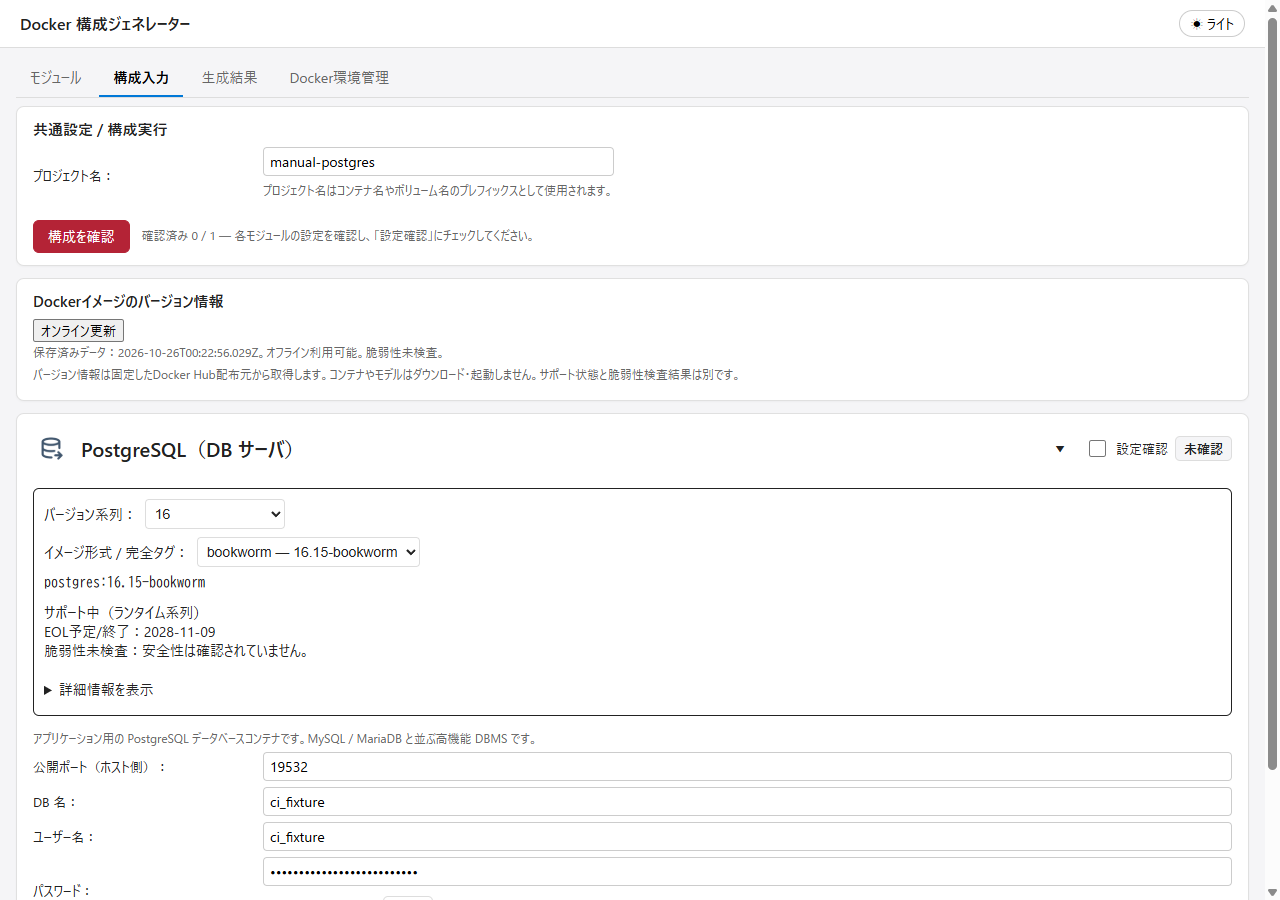 Docker 構成ジェネレーター
ライト
モジュール 構成入力 生成結果 Docker環境管理
共通設定 / 構成実行
プロジェクト名：
manual-postgres
プロジェクト名はコンテナ名やボリューム名のプレフィックスとして使用されます。
構成を確認 確認済み 0 / 1 — 各モジュールの設定を確認し、「設定確認」にチェックしてください。
Dockerイメージのバージョン情報
オンライン更新
保存済みデータ：2026-10-26T00:22:56.029Z。オフライン利用可能。脆弱性未検査。
バージョン情報は固定したDocker Hub配布元から取得します。コンテナやモデルはダウンロード・起動しません。サポート状態と脆弱性検査結果は別です。
PostgreSQL（DB サーバ） ▼ 設定確認 未確認
バージョン系列： 16
イメージ形式 / 完全タグ： bookworm — 16.15-bookworm
postgres:16.15-bookworm
サポート中（ランタイム系列）
EOL予定/終了：2028-11-09
脆弱性未検査：安全性は確認されていません。
▶ 詳細情報を表示
アプリケーション用の PostgreSQL データベースコンテナです。MySQL / MariaDB と並ぶ高機能 DBMS です。
公開ポート（ホスト側）： 19532
DB 名： ci_fixture
ユーザー名： ci_fixture
パスワード： ••••••••••••••••••••••••••